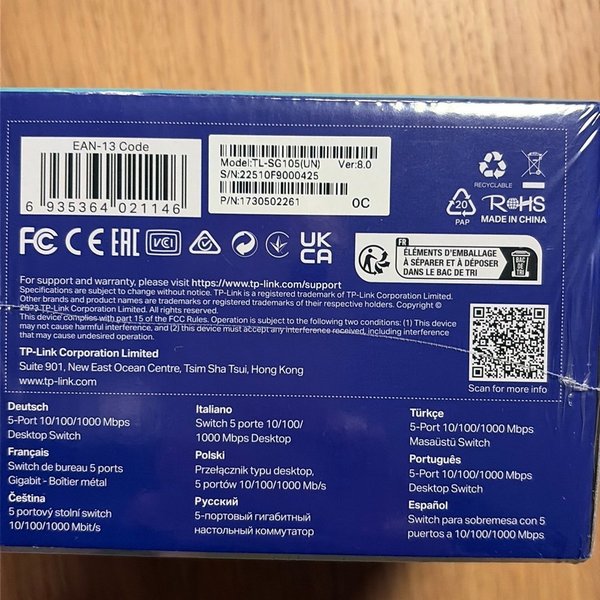 EAN-13 Code
6 935364 021146
Model:TL-SG105(UN) Ver:8.0
S/N:22510F9000425
P/N:1730502261 0C
RECYCLABLE
20
PAP
RoHS
MADE IN CHINA
FC CE EAC VCI UK
CA
FR
ÉLÉMENTS D'EMBALLAGE
À SÉPARER ET À DÉPOSER
DANS LE BAC DE TRI
BAC
DE TRI
For support and warranty, please visit https://www.tp-link.com/support
Specifications are subject to change without notice. TP-Link is a registered trademark of TP-Link Corporation Limited.
Other brands and product names are trademarks or registered trademarks of their respective holders. Copyright ©
2023 TP-Link Corporation Limited. All rights reserved.
This device complies with part 15 of the FCC Rules. Operation is subject to the following two conditions: (1) This device
may not cause harmful interference, and (2) this device must accept any interference received, including interference
that may cause undesired operation.
TP-Link Corporation Limited
Suite 901, New East Ocean Centre, Tsim Sha Tsui, Hong Kong
www.tp-link.com
Scan for more info
Deutsch
5-Port 10/100/1000 Mbps
Desktop Switch
Français
Switch de bureau 5 ports
Gigabit - Boîtier métal
Čeština
5 portový stolní switch
10/100/1000 Mbit/s
Italiano
Switch 5 porte 10/100/
1000 Mbps Desktop
Polski
Przełącznik typu desktop,
5 portów 10/100/1000 Mb/s
Русский
5-портовый гигабитный
настольный коммутатор
Türkçe
5-Port 10/100/1000 Mbps
Masaüstü Switch
Português
5-Port 10/100/1000 Mbps
Desktop Switch
Español
Switch para sobremesa con 5
puertos a 10/100/1000 Mbps